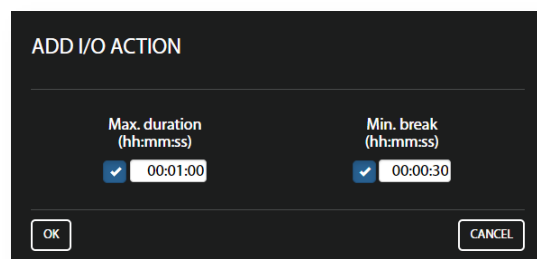 ADD I/O ACTION
Max. duration
(hh:mm:ss)
00:01:00
Min. break
(hh:mm:ss)
00:00:30
OK
CANCEL